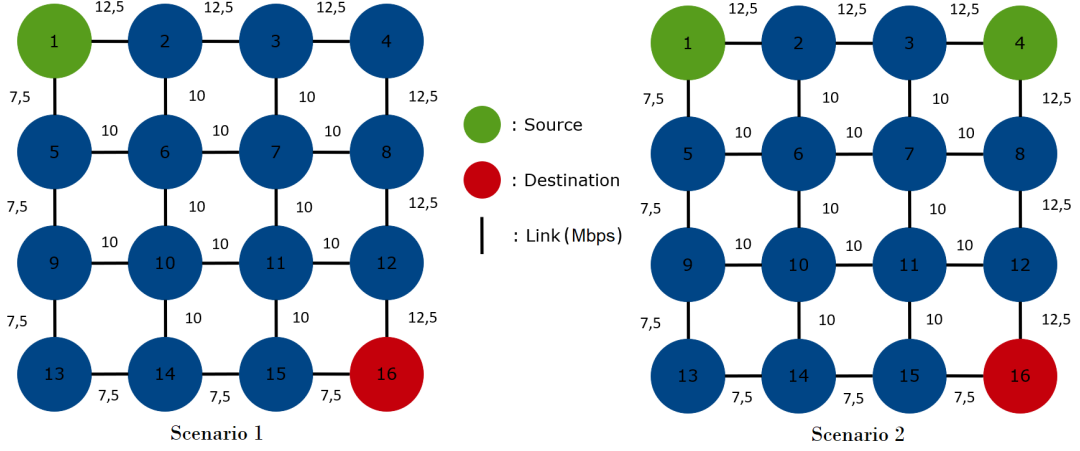 12,5 12,5 12,5
1 2 3 4
7,5 10 10 12,5
10 10 10
5 6 7 8
7,5 10 10 12,5
10 10 10
9 10 11 12
7,5 10 10 12,5
13 14 15 16
7,5 7,5 7,5
Scenario 1
: Source
: Destination
: Link (Mbps)
12,5 12,5 12,5
1 2 3 4
7,5 10 10 12,5
10 10 10
5 6 7 8
7,5 10 10 12,5
10 10 10
9 10 11 12
7,5 10 10 12,5
13 14 15 16
7,5 7,5 7,5
Scenario 2